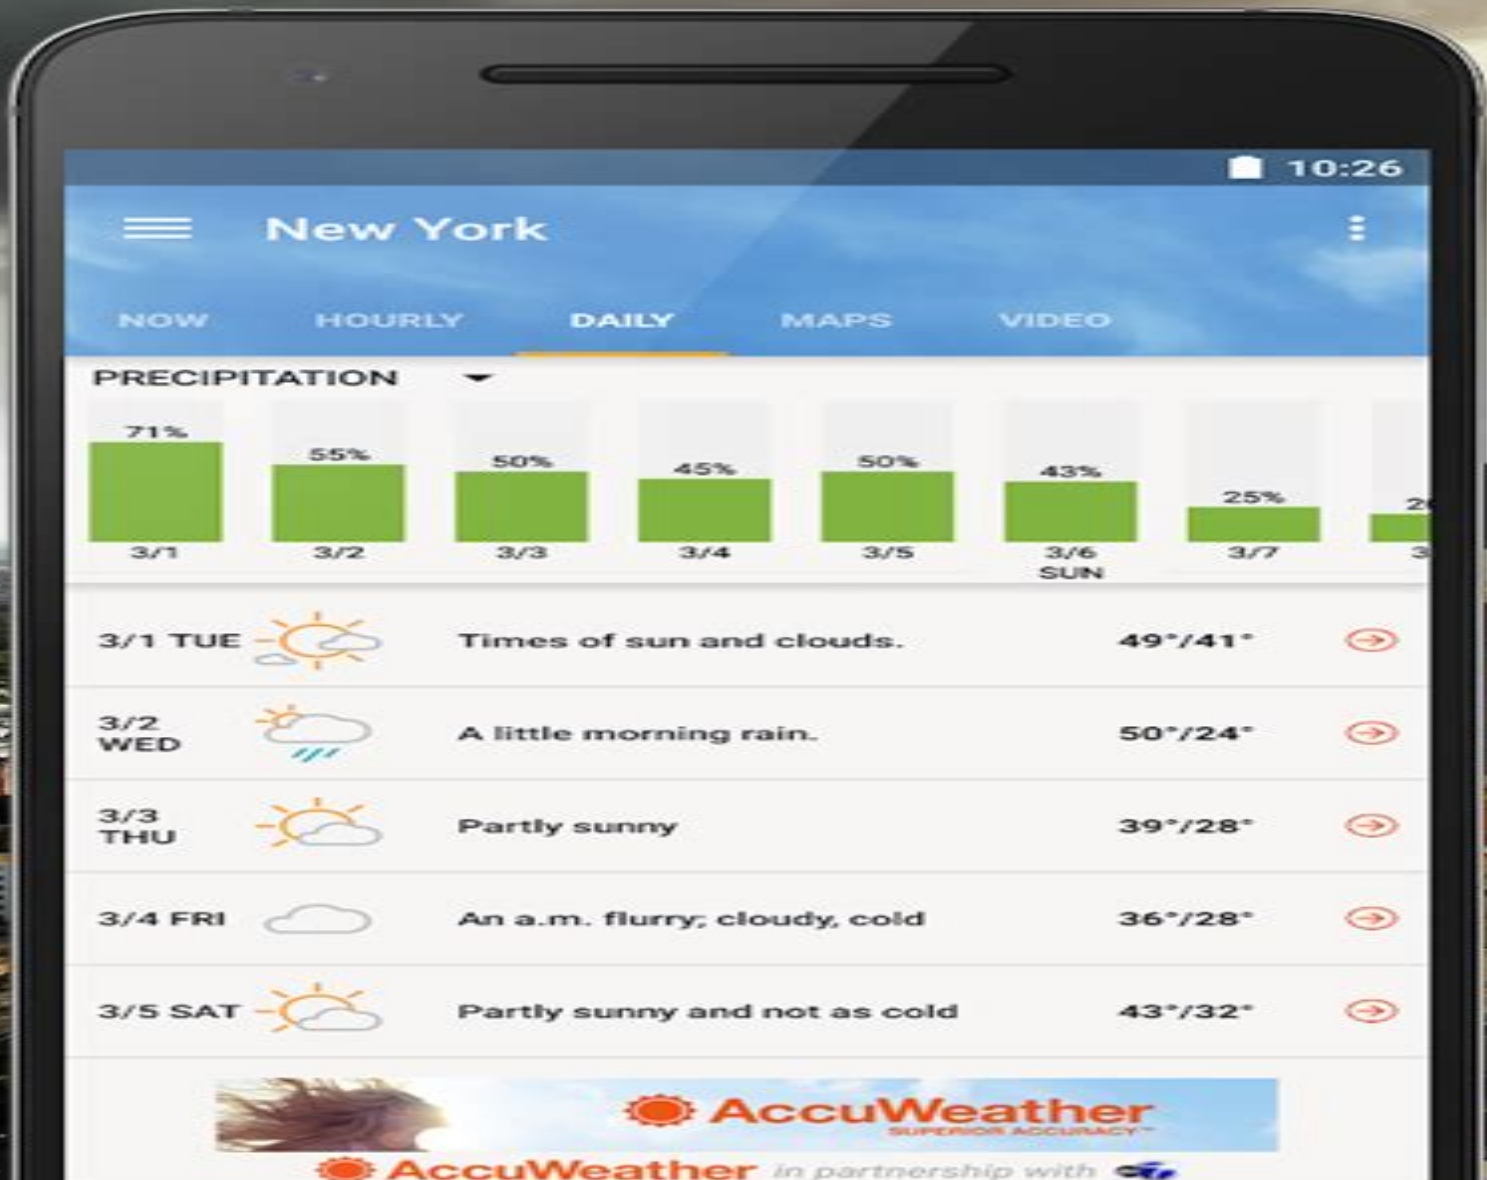 10:26
New York
NOW HOURLY DAILY MAPS VIDEO
PRECIPITATION
71% 55% 50% 45% 50% 43% 25%
3/1 3/2 3/3 3/4 3/5 3/6 3/7
SUN
3/1 TUE Times of sun and clouds. 49°/41°
3/2
WED A little morning rain. 50°/24°
3/3
THU Partly sunny 39°/28°
3/4 FRI An a.m. flurry; cloudy, cold 36°/28°
3/5 SAT Partly sunny and not as cold 43°/32°
AccuWeather
SUPERIOR ACCURACY™
AccuWeather in partnership with